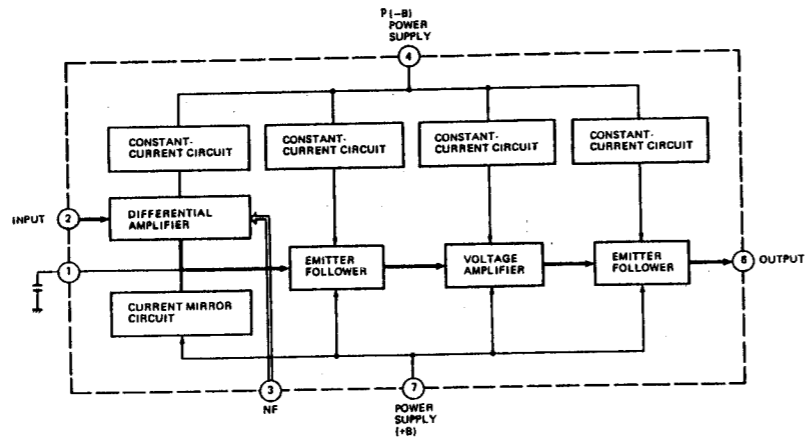 P(-B)
POWER
SUPPLY
4
CONSTANT-
CURRENT CIRCUIT
CONSTANT-
CURRENT CIRCUIT
CONSTANT-
CURRENT CIRCUIT
CONSTANT-
CURRENT CIRCUIT
INPUT
2
DIFFERENTIAL
AMPLIFIER
1
EMITTER
FOLLOWER
VOLTAGE
AMPLIFIER
EMITTER
FOLLOWER
6
OUTPUT
CURRENT MIRROR
CIRCUIT
3
NF
7
POWER
SUPPLY
(+B)